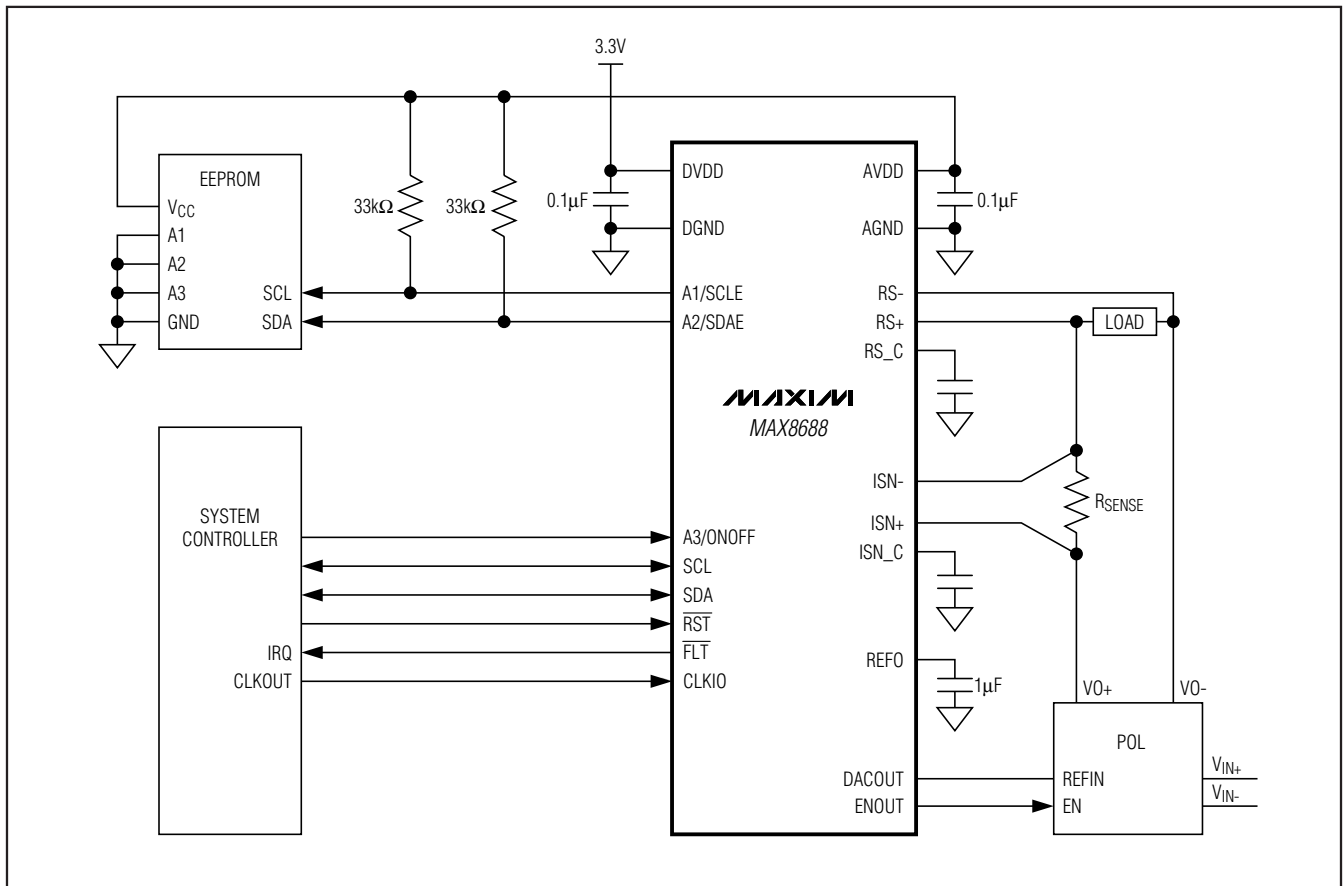 3.3V
EEPROM
VCC
A1
A2
A3
GND
SCL
SDA
33kΩ
33kΩ
0.1µF
0.1µF
DVDD
DGND
A1/SCLE
A2/SDAE
A3/ONOFF
SCL
SDA
RST
FLT
CLKIO
MAXIM
MAX8688
AVDD
AGND
RS-
RS+
RS_C
ISN-
ISN+
ISN_C
REFO
DACOUT
ENOUT
LOAD
RSENSE
1µF
SYSTEM
CONTROLLER
IRQ
CLKOUT
VO+
VO-
POL
REFIN
EN
VIN+
VIN-